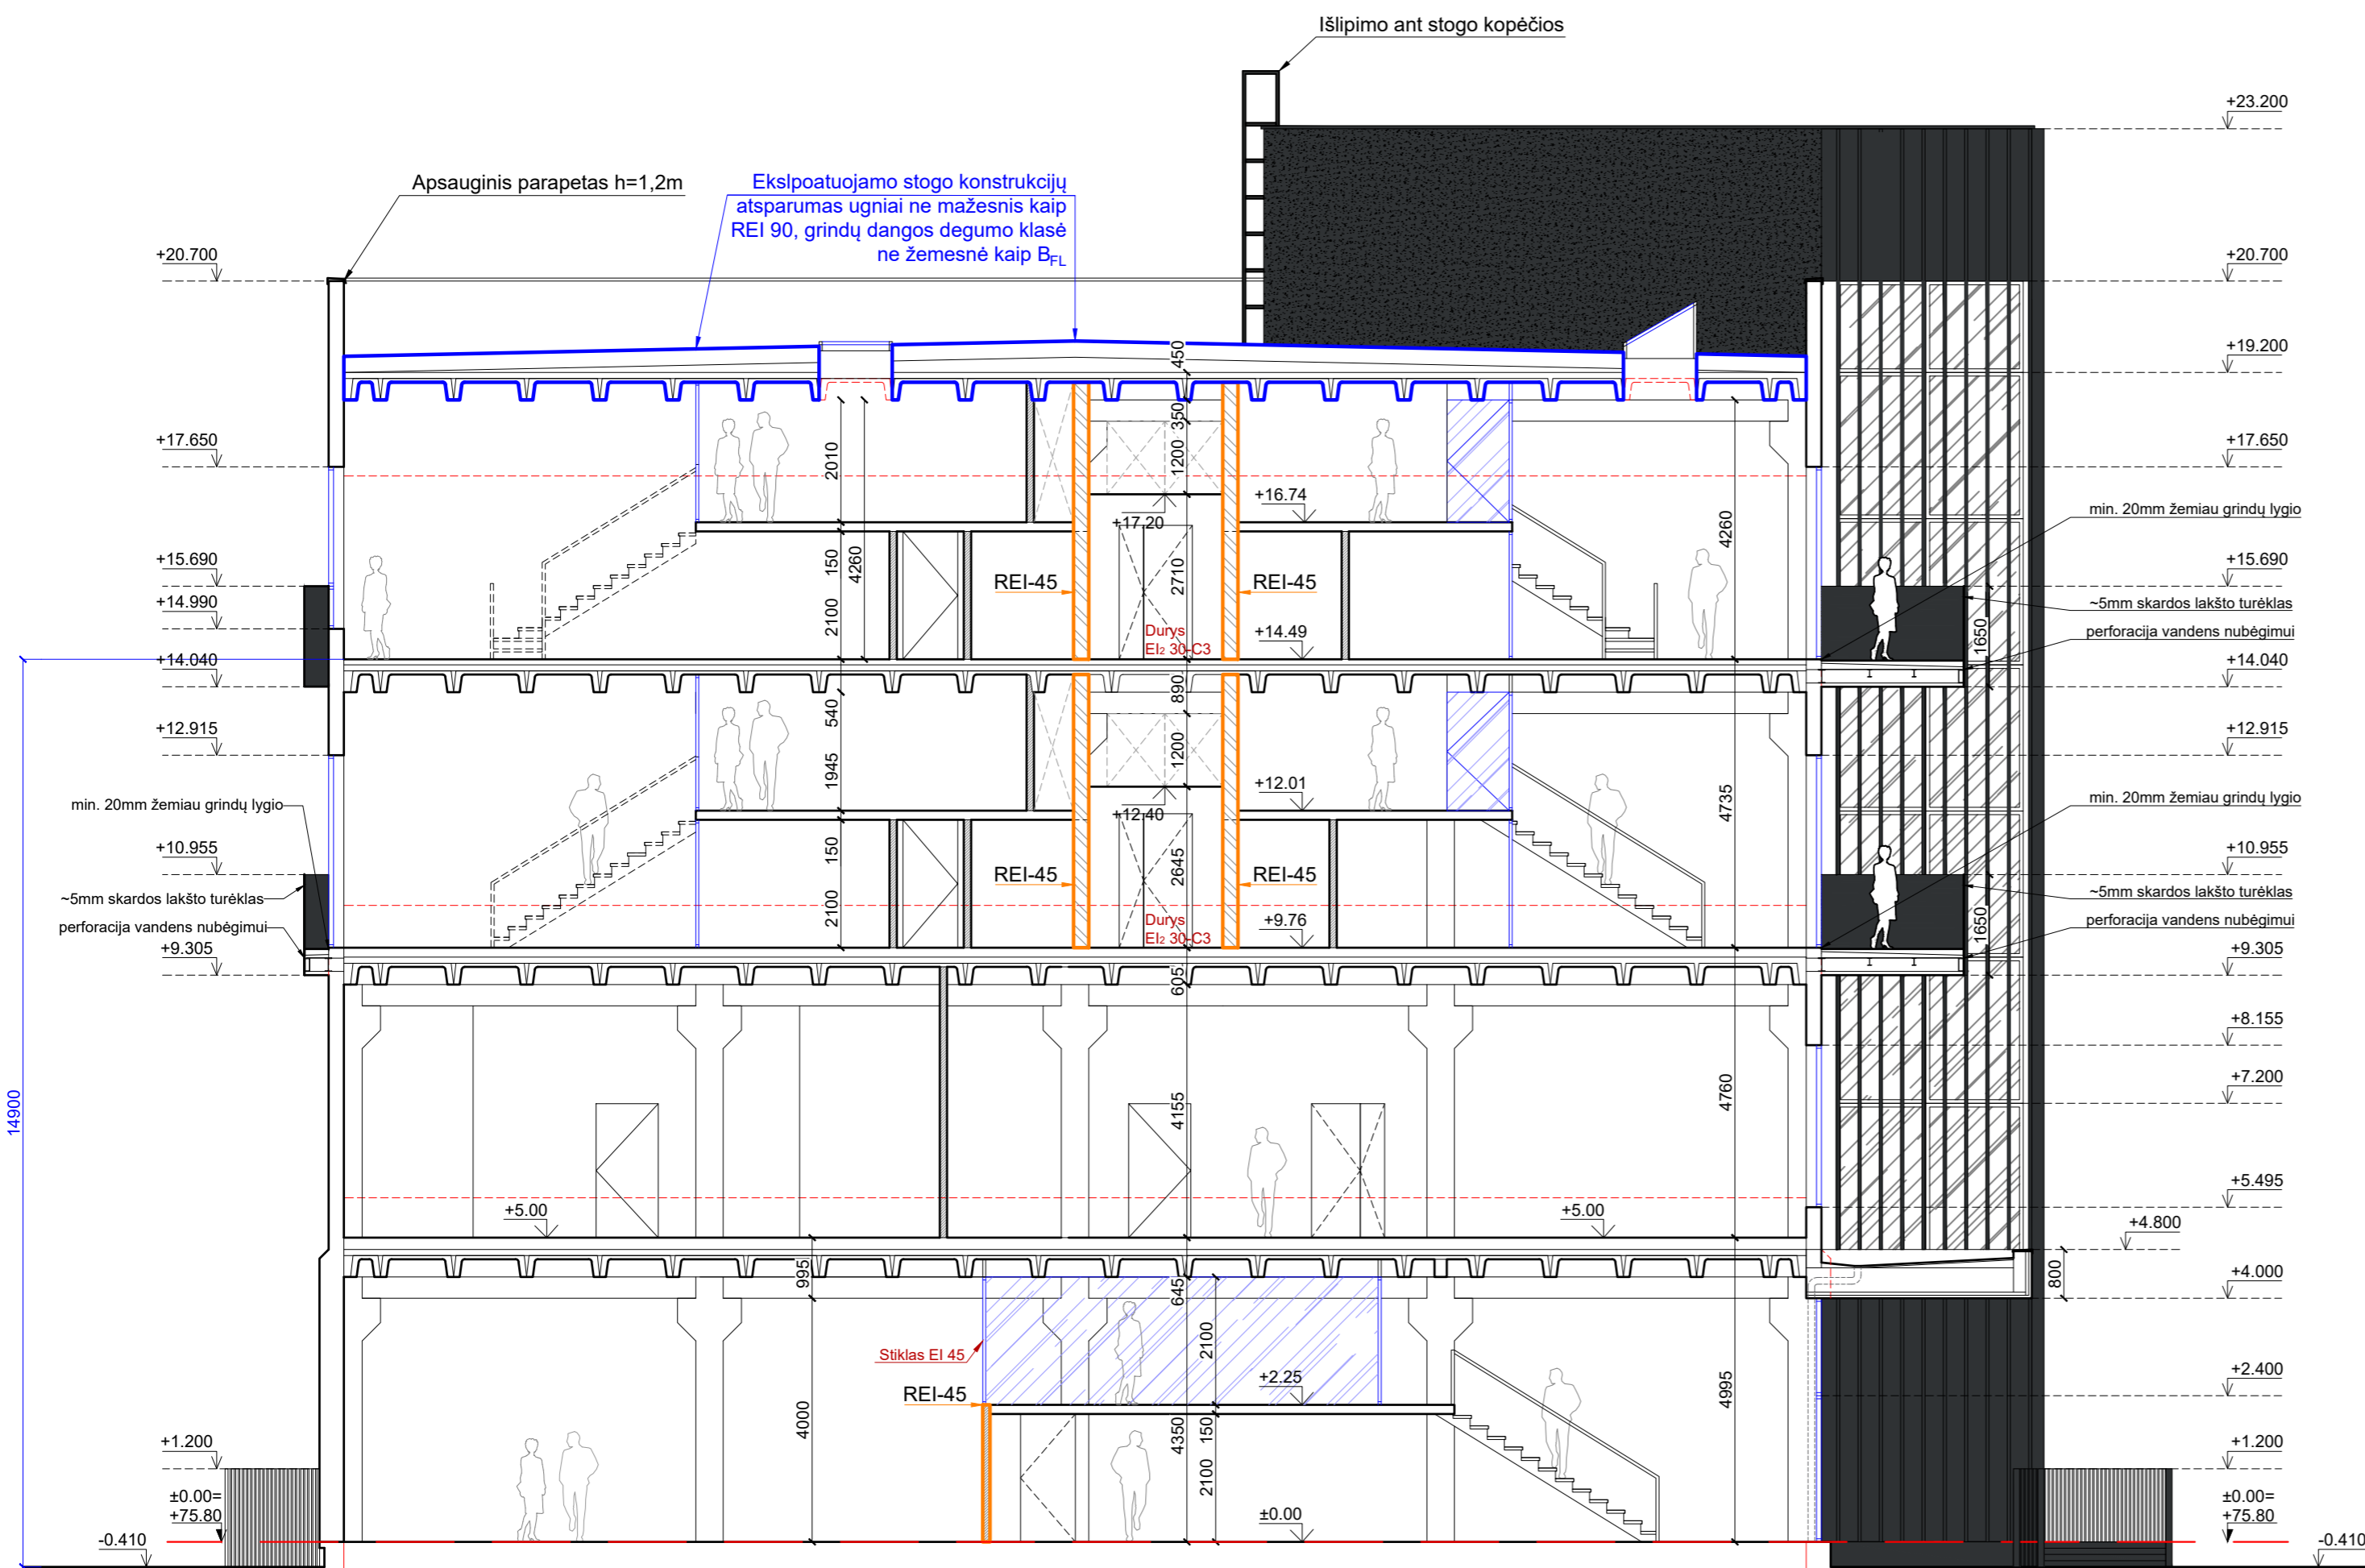 Išlipimo ant stogo kopėčios
+23.200
Apsauginis parapetas h=1,2m
Ekslpoatuojamo stogo konstrukcijų
atsparumas ugniai ne mažesnis kaip
REI 90, grindų dangos degumo klasė
ne žemesnė kaip BFL
+20.700
+20.700
450
+19.200
350
+17.650
+17.650
2010
1200
+16.74
+17.20
min. 20mm žemiau grindų lygio
4260
150
4260
+15.690
+15.690
REI-45
REI-45
2710
+14.990
~5mm skardos lakšto turėklas
2100
Durys
EI2 30-C3
+14.49
perforacija vandens nubėgimui
1650
+14.040
+14.040
890
540
+12.915
+12.915
1200
1945
+12.01
+12.40
min. 20mm žemiau grindų lygio
min. 20mm žemiau grindų lygio
4735
150
+10.955
+10.955
REI-45
REI-45
2645
~5mm skardos lakšto turėklas
~5mm skardos lakšto turėklas
2100
Durys
EI2 30-C3
+9.76
perforacija vandens nubėgimui
perforacija vandens nubėgimui
1650
+9.305
+9.305
605
+8.155
+7.200
14900
4155
4760
+5.495
+5.00
+5.00
+4.800
995
645
+4.000
800
2100
Stiklas EI 45
+2.25
+2.400
REI-45
4000
4350
150
4995
+1.200
+1.200
2100
±0.00=
+75.80
±0.00
±0.00=
+75.80
-0.410
-0.410